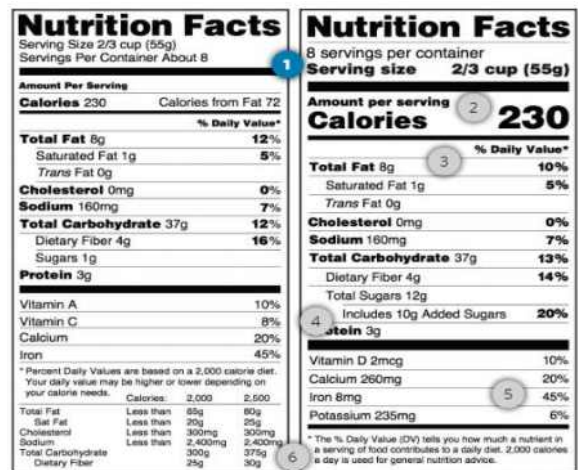 Nutrition Facts
Serving Size 2/3 cup (55g)
Servings Per Container About 8
Amount Per Serving
Calories 230 Calories from Fat 72
% Daily Value*
Total Fat 8g 12%
Saturated Fat 1g 5%
Trans Fat 0g
Cholesterol 0mg 0%
Sodium 160mg 7%
Total Carbohydrate 37g 12%
Dietary Fiber 4g 16%
Sugars 1g
Protein 3g
Vitamin A 10%
Vitamin C 8%
Calcium 20%
Iron 45%
* Percent Daily Values are based on a 2,000 calorie diet.
Your daily value may be higher or lower depending on
your calorie needs.
Calories: 2,000 2,500
Total Fat Less than 65g 80g
Sat Fat Less than 20g 25g
Cholesterol Less than 300mg 300mg
Sodium Less than 2,400mg 2,400mg
Total Carbohydrate 300g 375g
Dietary Fiber 25g 30g
1
Nutrition Facts
8 servings per container
Serving size 2/3 cup (55g)
Amount per serving 2
Calories 230
% Daily Value*
3
Total Fat 8g 10%
Saturated Fat 1g 5%
Trans Fat 0g
Cholesterol 0mg 0%
Sodium 160mg 7%
Total Carbohydrate 37g 13%
Dietary Fiber 4g 14%
Total Sugars 12g
4 Includes 10g Added Sugars 20%
otein 3g
Vitamin D 2mcg 10%
Calcium 260mg 20%
Iron 8mg 5 45%
Potassium 235mg 6%
6
* The % Daily Value (DV) tells you how much a nutrient in
a serving of food contributes to a daily diet. 2,000 calories
a day is used for general nutrition advice.